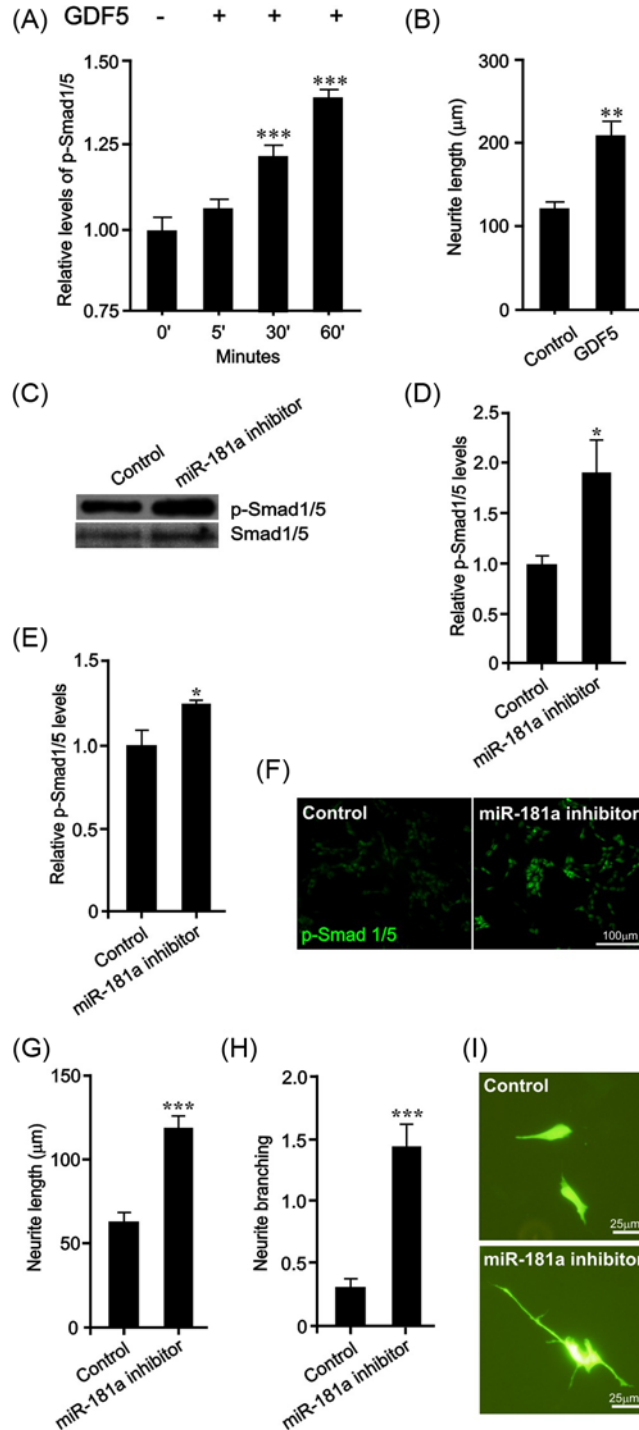 (A) GDF5 - + + +
1.50
1.25
1.00
0.75
Relative levels of p-Smad1/5
***
***
0' 5' 30' 60'
Minutes
(B)
300
200
100
0
Neurite length (μm)
**
Control GDF5
(C)
Control miR-181a inhibitor
p-Smad1/5
Smad1/5
(D)
2.5
2.0
1.5
1.0
0.5
0
Relative p-Smad1/5 levels
*
Control
miR-181a inhibitor
(E)
1.5
1.0
0.5
0
Relative p-Smad1/5 levels
*
Control
miR-181a inhibitor
(F)
Control miR-181a inhibitor
p-Smad 1/5
100μm
(G)
150
100
50
0
Neurite length (μm)
***
Control
miR-181a inhibitor
(H)
2.0
1.5
1.0
0.5
0
Neurite branching
***
Control
miR-181a inhibitor
(I)
Control
25μm
miR-181a inhibitor
25μm